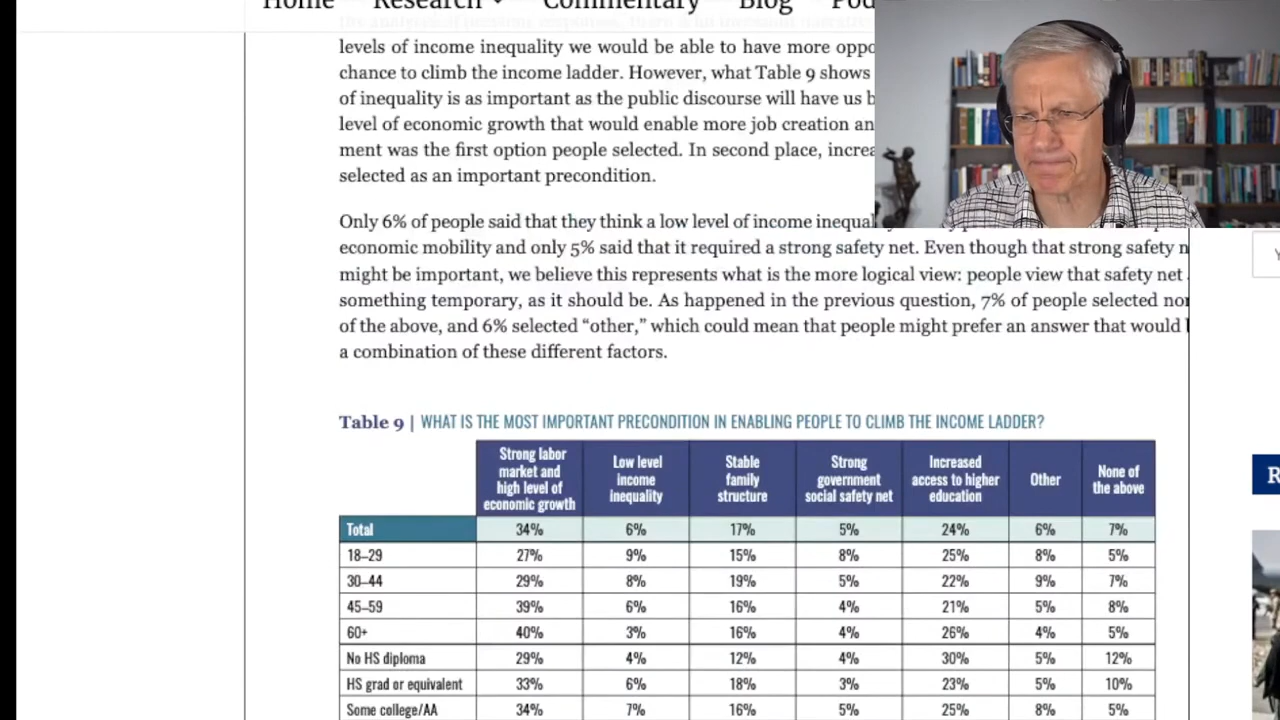 Home Research Commentary Blog Pod
levels of income inequality we would be able to have more oppo
chance to climb the income ladder. However, what Table 9 shows
of inequality is as important as the public discourse will have us b
level of economic growth that would enable more job creation an
ment was the first option people selected. In second place, increa
selected as an important precondition.
Only 6% of people said that they think a low level of income inequal
economic mobility and only 5% said that it required a strong safety net. Even though that strong safety n
might be important, we believe this represents what is the more logical view: people view that safety net
something temporary, as it should be. As happened in the previous question, 7% of people selected nor
of the above, and 6% selected “other,” which could mean that people might prefer an answer that would
a combination of these different factors.
Table 9 | WHAT IS THE MOST IMPORTANT PRECONDITION IN ENABLING PEOPLE TO CLIMB THE INCOME LADDER?
Strong labor
market and
high level of
economic growth
Low level
income
inequality
Stable
family
structure
Strong
government
social safety net
Increased
access to higher
education
Other
None of
the above
Total 34% 6% 17% 5% 24% 6% 7%
18–29 27% 9% 15% 8% 25% 8% 5%
30–44 29% 8% 19% 5% 22% 9% 7%
45–59 39% 6% 16% 4% 21% 5% 8%
60+ 40% 3% 16% 4% 26% 4% 5%
No HS diploma 29% 4% 12% 4% 30% 5% 12%
HS grad or equivalent 33% 6% 18% 3% 23% 5% 10%
Some college/AA 34% 7% 16% 5% 25% 8% 5%
R